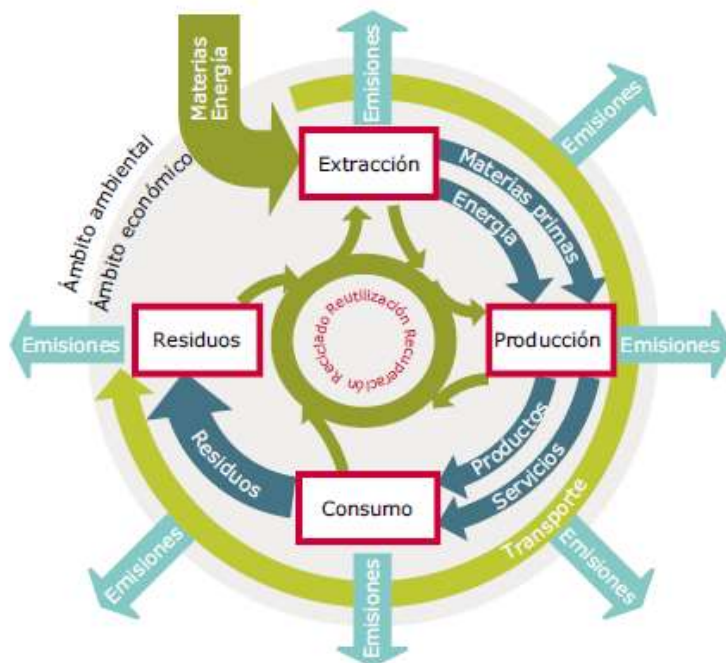 Materias
Energía
Emisiones
Emisiones
Ámbito ambiental
Ámbito económico
Extracción
Materias primas
Energía
Reciclado Reutilización Recuperación
Emisiones
Residuos
Producción
Emisiones
Residuos
Productos
Servicios
Consumo
Transporte
Emisiones
Emisiones
Emisiones